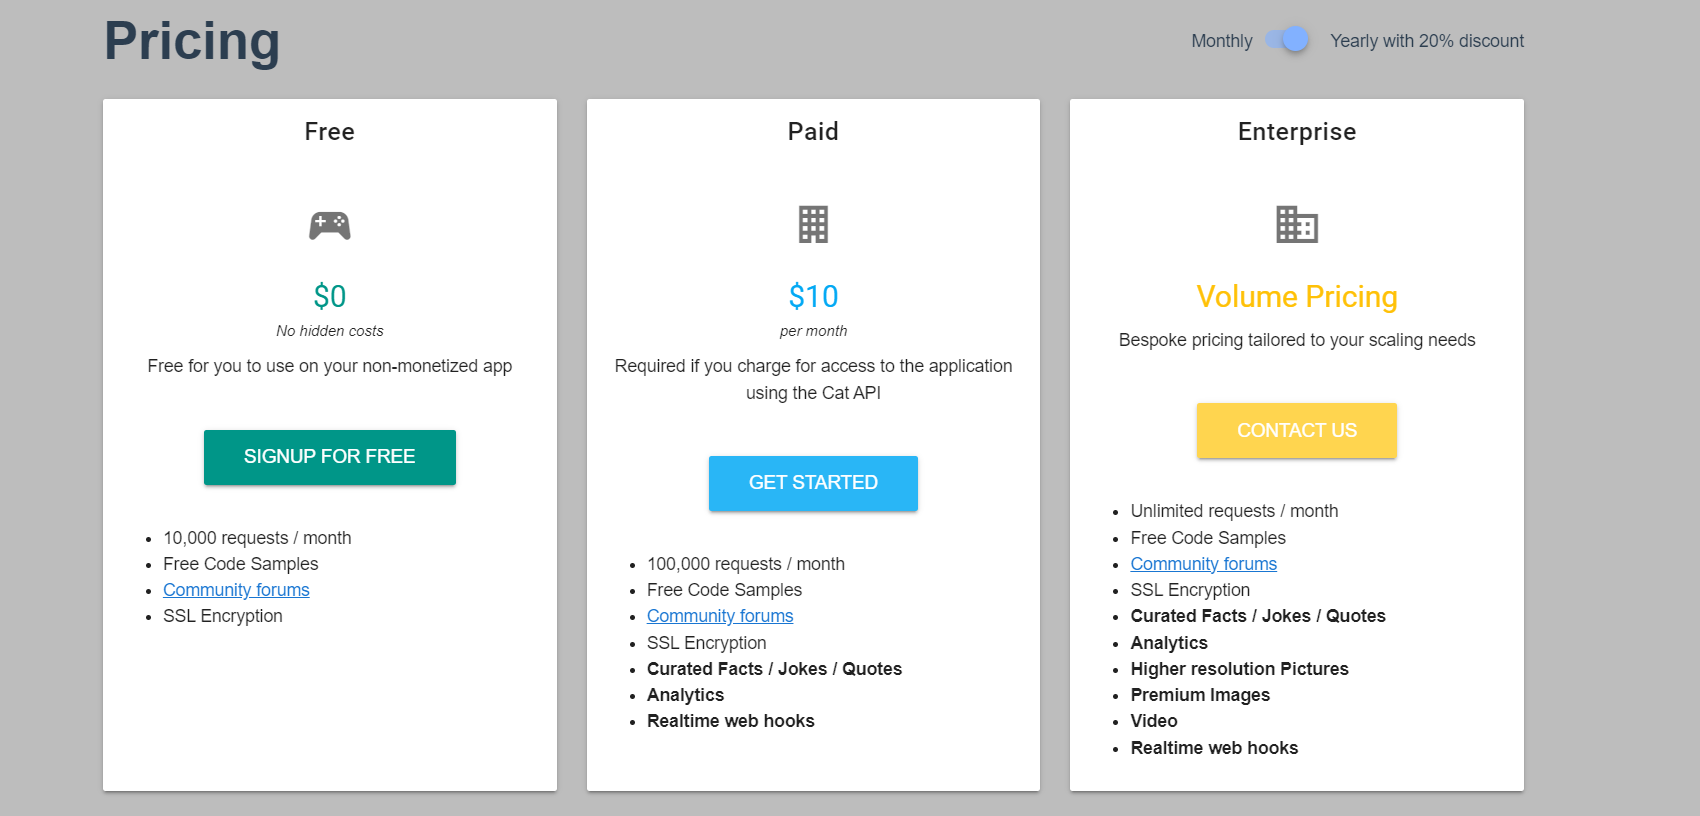 Pricing
Monthly
Yearly with 20% discount
Free
$0
No hidden costs
Free for you to use on your non-monetized app
SIGNUP FOR FREE
10,000 requests / month
Free Code Samples
Community forums
SSL Encryption
Paid
$10
per month
Required if you charge for access to the application
using the Cat API
GET STARTED
100,000 requests / month
Free Code Samples
Community forums
SSL Encryption
Curated Facts / Jokes / Quotes
Analytics
Realtime web hooks
Enterprise
Volume Pricing
Bespoke pricing tailored to your scaling needs
CONTACT US
Unlimited requests / month
Free Code Samples
Community forums
SSL Encryption
Curated Facts / Jokes / Quotes
Analytics
Higher resolution Pictures
Premium Images
Video
Realtime web hooks